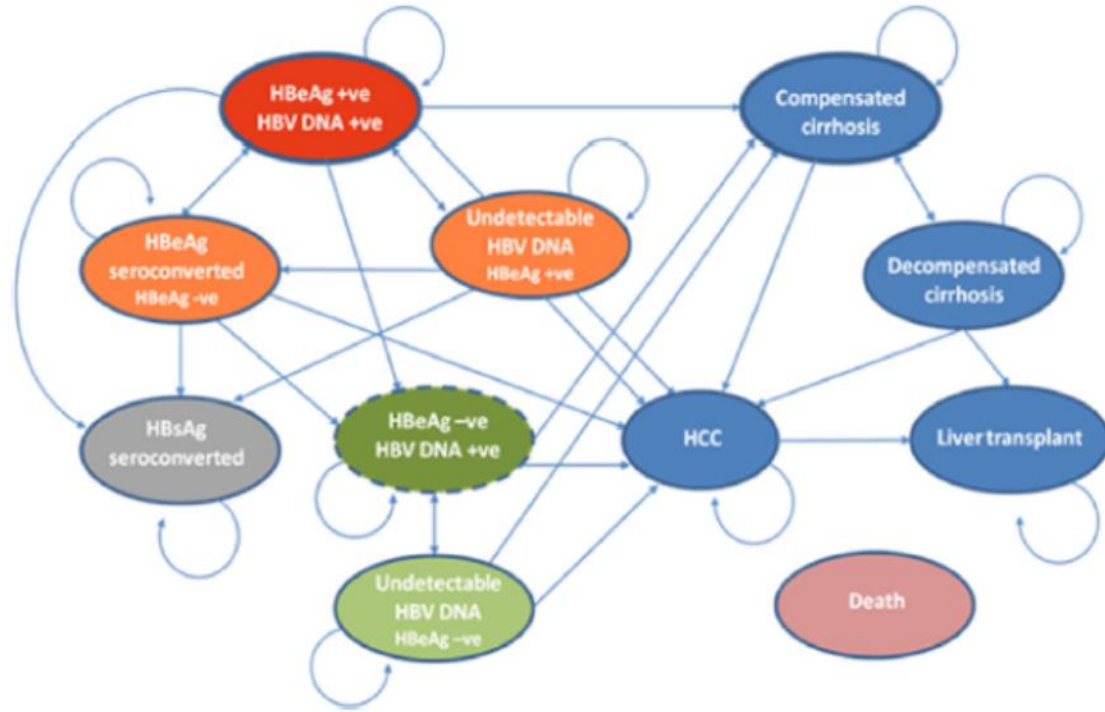 HBeAg +ve
HBV DNA +ve
Compensated
cirrhosis
Undetectable
HBV DNA
HBeAg +ve
HBeAg
seroconverted
HBeAg -ve
Decompensated
cirrhosis
HBsAg
seroconverted
HBeAg –ve
HBV DNA +ve
HCC
Liver transplant
Undetectable
HBV DNA
HBeAg –ve
Death